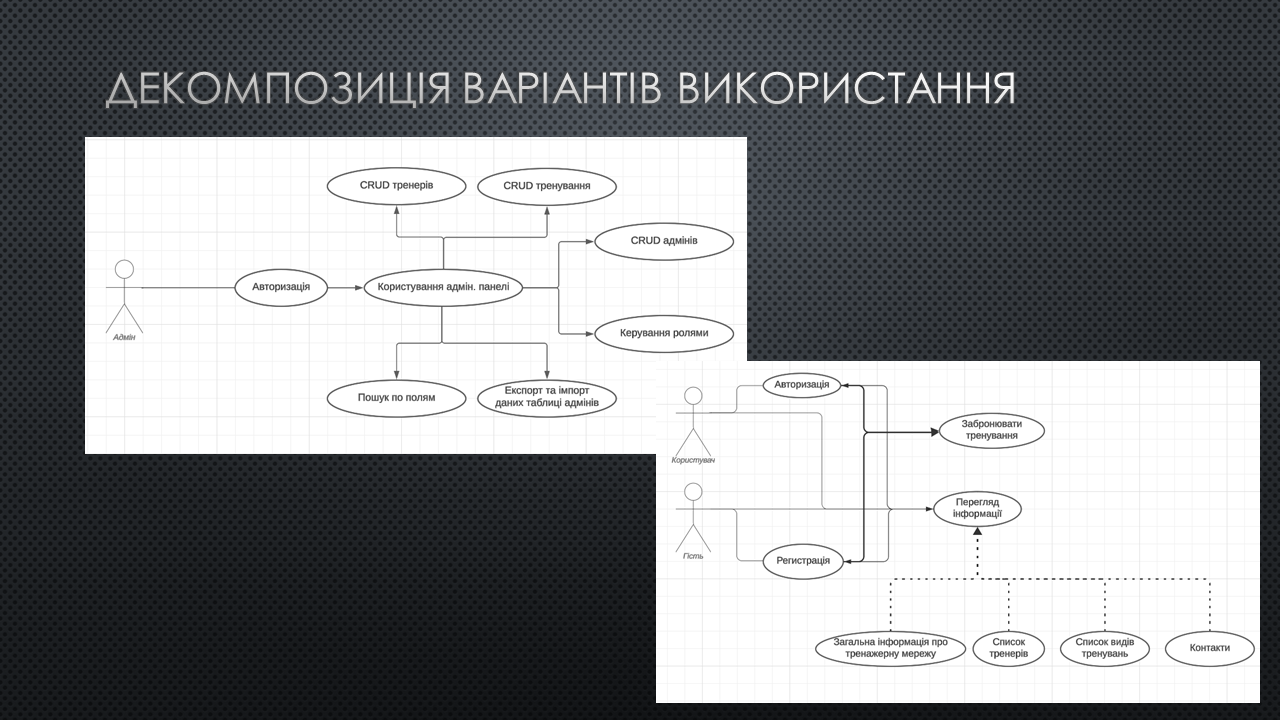 ДЕКОМПОЗИЦІЯ ВАРІАНТІВ ВИКОРИСТАННЯ
CRUD тренерів
CRUD тренування
CRUD адмінів
Адмін
Авторизація
Користування адмін. панелі
Керування ролями
Пошук по полям
Експорт та імпорт
даних таблиці адмінів
Користувач
Авторизація
Забронювати
тренування
Гість
Перегляд
інформації
Регистрація
Загальна інформація про
тренажерну мережу
Список
тренерів
Список видів
тренувань
Контакти